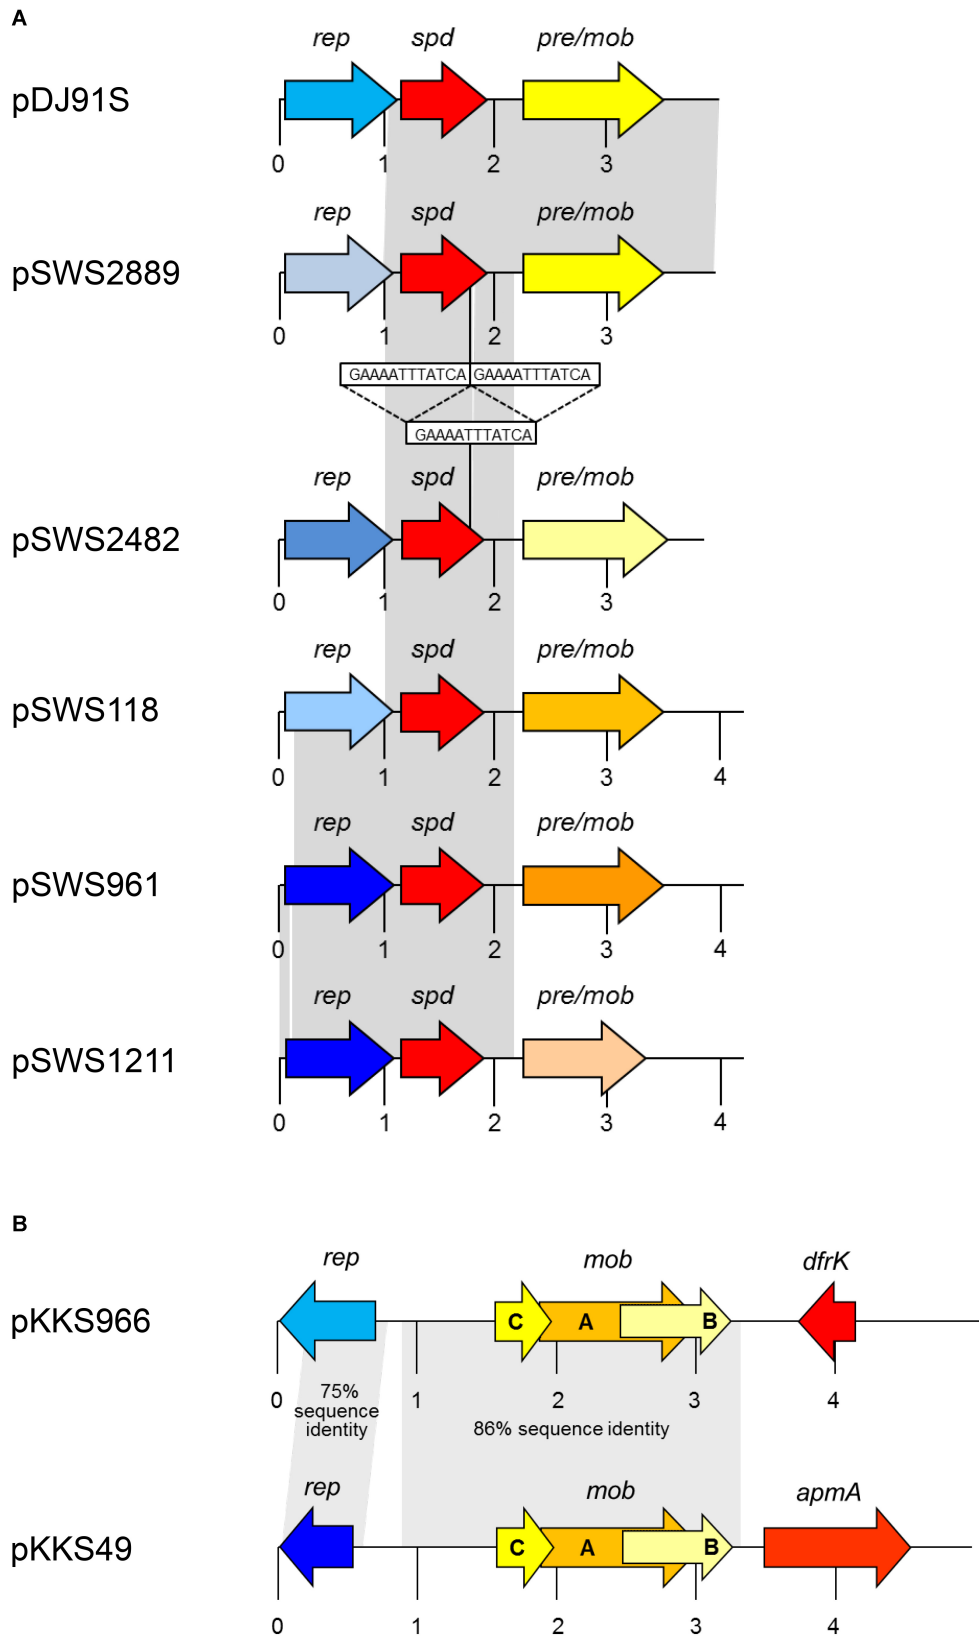 A
rep spd pre/mob
pDJ91S
0 1 2 3
rep spd pre/mob
pSWS2889
0 1 2 3
GAAAATTTATCA GAAAATTTATCA
GAAAATTTATCA
rep spd pre/mob
pSWS2482
0 1 2 3
rep spd pre/mob
pSWS118
0 1 2 3 4
rep spd pre/mob
pSWS961
0 1 2 3 4
rep spd pre/mob
pSWS1211
0 1 2 3 4
B
rep mob dfrK
pKKS966
C A B
0 1 2 3 4
75%
sequence
identity
86% sequence identity
rep mob apmA
pKKS49
C A B
0 1 2 3 4